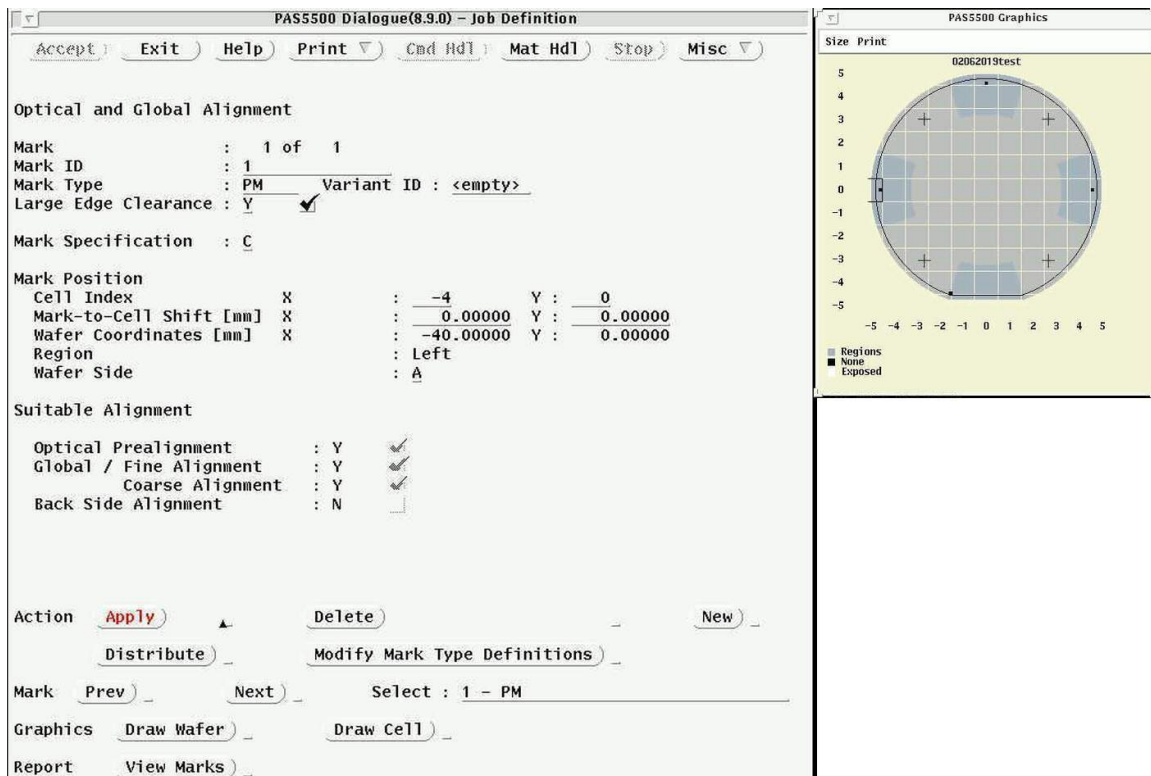 PAS5500 Dialogue(8.9.0) – Job Definition
Accept Exit Help Print Cmd Hdl Mat Hdl Stop Misc
Optical and Global Alignment
Mark : 1 of 1
Mark ID : 1
Mark Type : PM Variant ID : <empty>
Large Edge Clearance : Y
Mark Specification : C
Mark Position
Cell Index X : -4 Y : 0
Mark-to-Cell Shift [mm] X : 0.00000 Y : 0.00000
Wafer Coordinates [mm] X : -40.00000 Y : 0.00000
Region : Left
Wafer Side : A
Suitable Alignment
Optical Prealignment : Y
Global / Fine Alignment : Y
Coarse Alignment : Y
Back Side Alignment : N
Action Apply Delete New
Distribute Modify Mark Type Definitions
Mark Prev Next Select : 1 - PM
Graphics Draw Wafer Draw Cell
Report View Marks
PAS5500 Graphics
Size Print
02062019test
5
4
3
2
1
0
-1
-2
-3
-4
-5
-5 -4 -3 -2 -1 0 1 2 3 4 5
Regions
None
Exposed